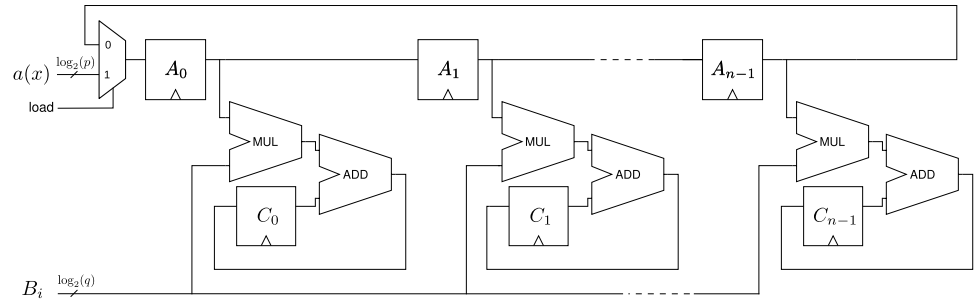 0
log₂(p)
a(x)
1
A₀
A₁
Aₙ₋₁
load
MUL
MUL
MUL
ADD
ADD
ADD
C₀
C₁
Cₙ₋₁
log₂(q)
Bᵢ